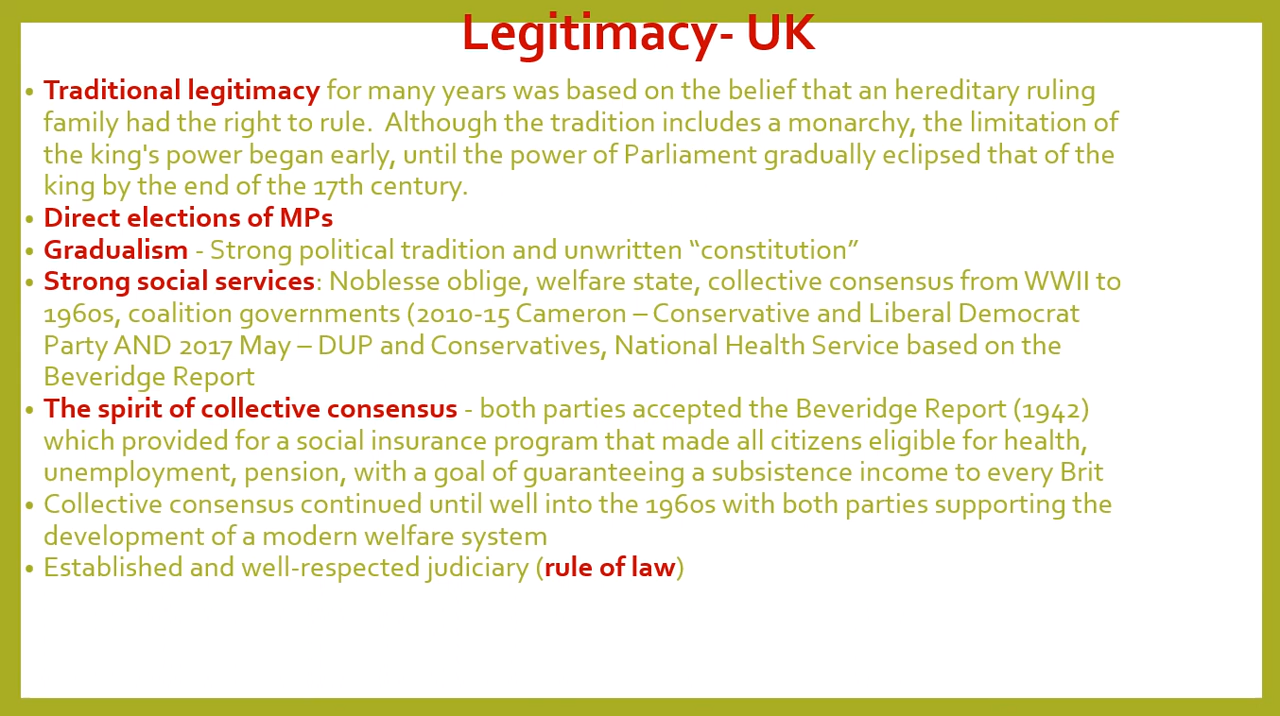 Legitimacy- UK
• Traditional legitimacy for many years was based on the belief that an hereditary ruling
family had the right to rule.  Although the tradition includes a monarchy, the limitation of
the king's power began early, until the power of Parliament gradually eclipsed that of the
king by the end of the 17th century.
• Direct elections of MPs
• Gradualism - Strong political tradition and unwritten “constitution”
• Strong social services: Noblesse oblige, welfare state, collective consensus from WWII to
1960s, coalition governments (2010-15 Cameron – Conservative and Liberal Democrat
Party AND 2017 May – DUP and Conservatives, National Health Service based on the
Beveridge Report
• The spirit of collective consensus - both parties accepted the Beveridge Report (1942)
which provided for a social insurance program that made all citizens eligible for health,
unemployment, pension, with a goal of guaranteeing a subsistence income to every Brit
• Collective consensus continued until well into the 1960s with both parties supporting the
development of a modern welfare system
• Established and well-respected judiciary (rule of law)